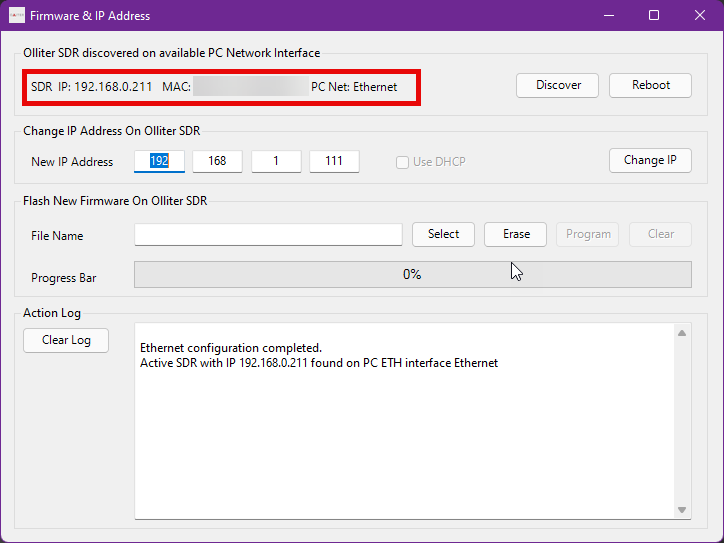 Firmware & IP Address
Olliter SDR discovered on available PC Network Interface
SDR IP: 192.168.0.211 MAC: PC Net: Ethernet
Discover
Reboot
Change IP Address On Olliter SDR
New IP Address 192 168 1 111 Use DHCP Change IP
Flash New Firmware On Olliter SDR
File Name Select Erase Program Clear
Progress Bar 0%
Action Log
Clear Log
Ethernet configuration completed.
Active SDR with IP 192.168.0.211 found on PC ETH interface Ethernet